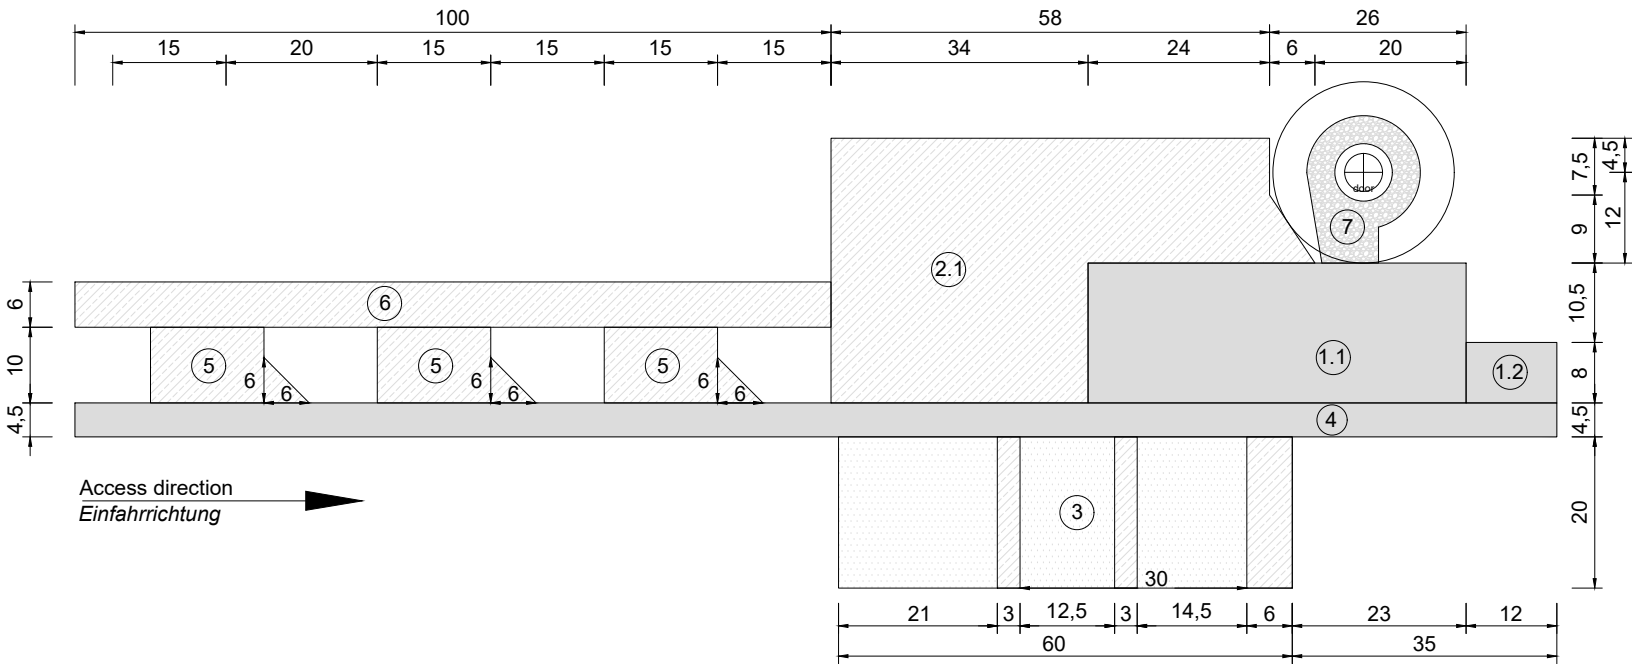 100 58 26
15 20 15 15 15 15 34 24 6 20
7,5 4,5
door
9 12
7
2.1
6 6 10,5
10 5 5 5 1.1 1.2 8
6 6 6
6 6 6
4,5 4 4,5
Access direction
Einfahrrichtung
3 20
30
21 3 12,5 3 14,5 6 23 12
60 35